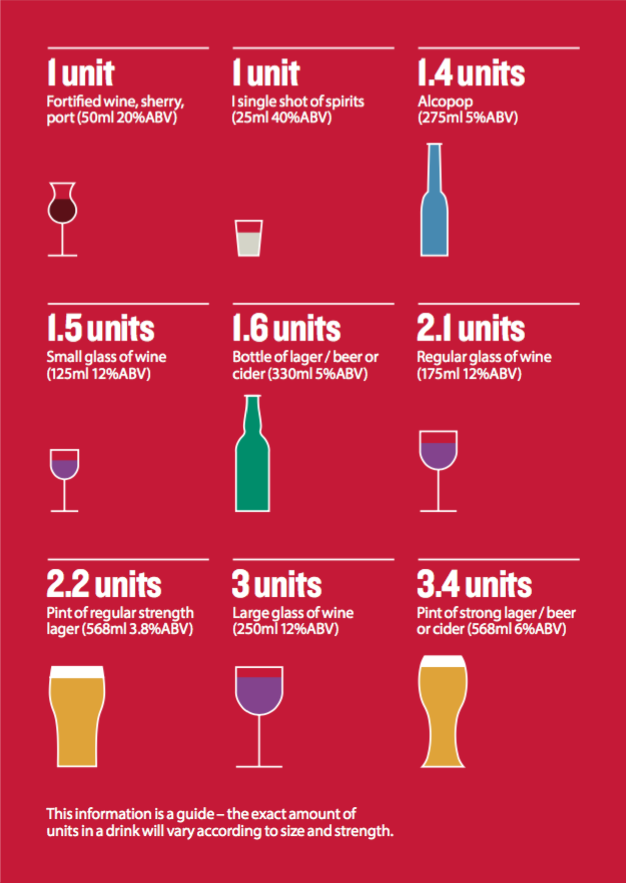 1 unit
Fortified wine, sherry,
port (50ml 20%ABV)
1 unit
I single shot of spirits
(25ml 40%ABV)
1.4 units
Alcopop
(275ml 5%ABV)
1.5 units
Small glass of wine
(125ml 12%ABV)
1.6 units
Bottle of lager / beer or
cider (330ml 5%ABV)
2.1 units
Regular glass of wine
(175ml 12%ABV)
2.2 units
Pint of regular strength
lager (568ml 3.8%ABV)
3 units
Large glass of wine
(250ml 12%ABV)
3.4 units
Pint of strong lager / beer
or cider (568ml 6%ABV)
This information is a guide – the exact amount of
units in a drink will vary according to size and strength.